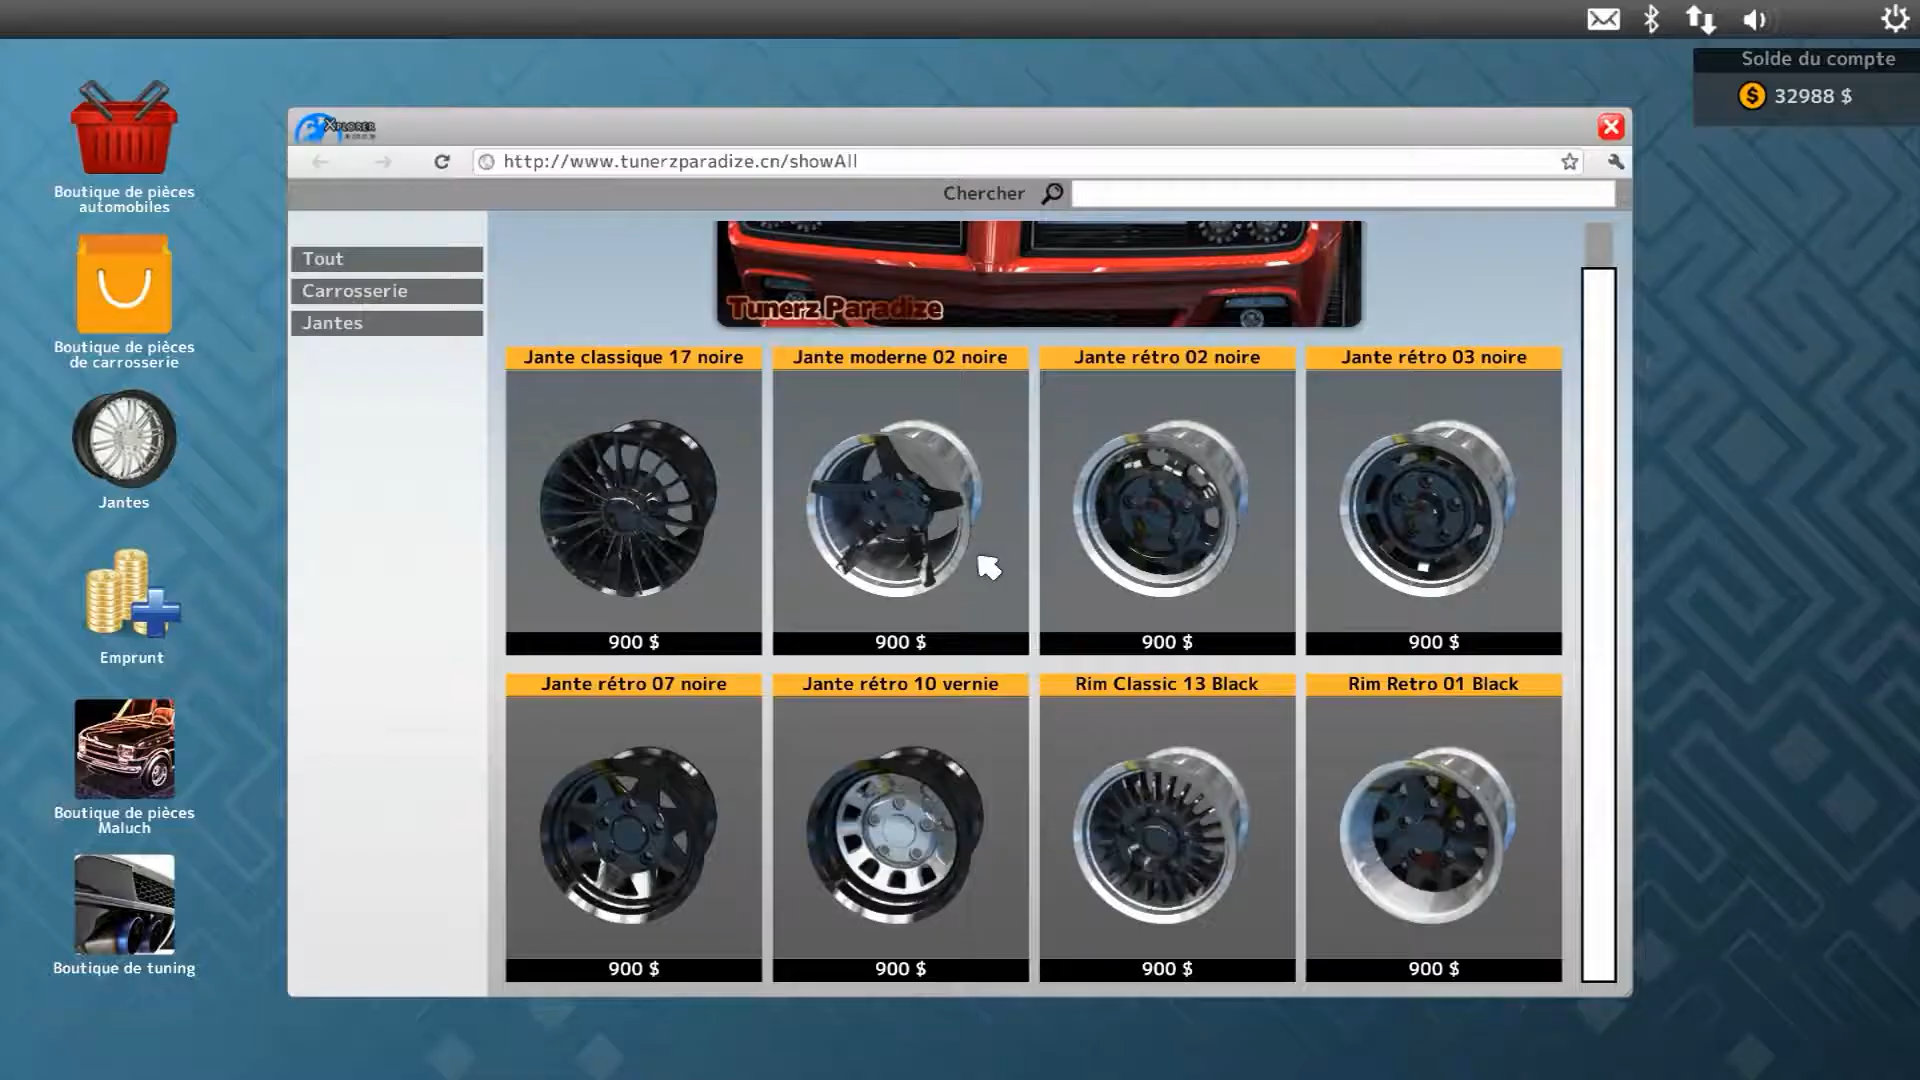 Solde du compte
32988 $
Boutique de pièces
automobiles
Boutique de pièces
de carrosserie
Jantes
Emprunt
Boutique de pièces
Maluch
Boutique de tuning
XPLORER
http://www.tunerzparadize.cn/showAll
Chercher
Tout
Carrosserie
Jantes
Tunerz Paradize
Jante classique 17 noire
Jante moderne 02 noire
Jante rétro 02 noire
Jante rétro 03 noire
900 $
900 $
900 $
900 $
Jante rétro 07 noire
Jante rétro 10 vernie
Rim Classic 13 Black
Rim Retro 01 Black
900 $
900 $
900 $
900 $